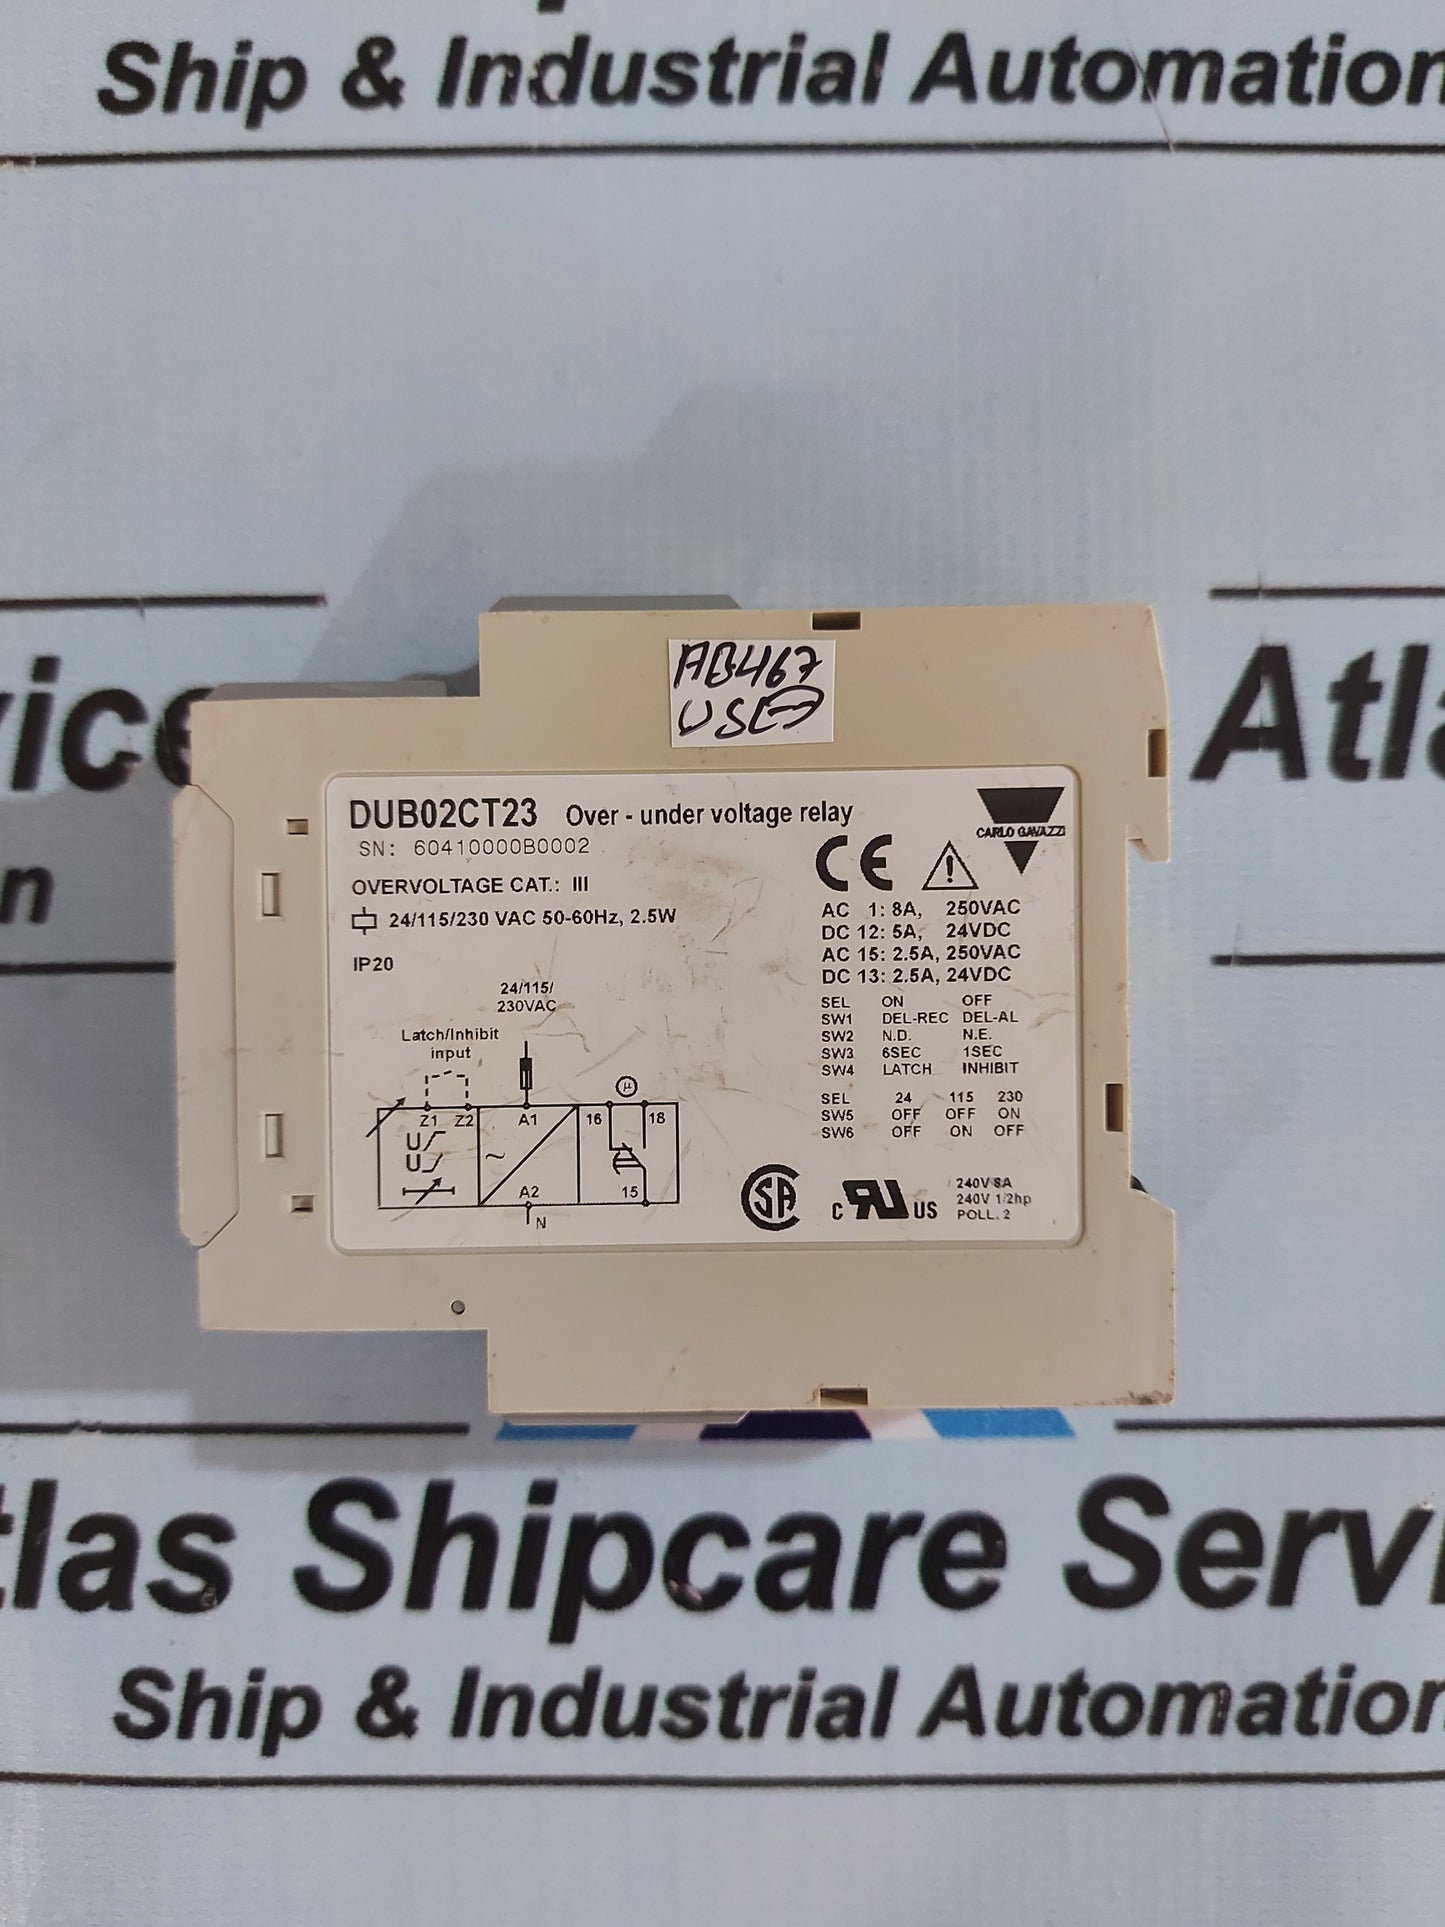 Ship & Industrial Automation
vice
Atla
n
AB467
USED
DUB02CT23 Over - under voltage relay
SN: 60410000B0002
CARLO GAVAZZI
CE
OVERVOLTAGE CAT.: III
24/115/230 VAC 50-60Hz, 2.5W
IP20
AC 1: 8A, 250VAC
DC 12: 5A, 24VDC
AC 15: 2.5A, 250VAC
DC 13: 2.5A, 24VDC
SEL ON OFF
SW1 DEL-REC DEL-AL
SW2 N.D. N.E.
SW3 6SEC 1SEC
SW4 LATCH INHIBIT
SEL 24 115 230
SW5 OFF OFF ON
SW6 OFF ON OFF
24/115/
230VAC
Latch/Inhibit
input
µ
Z1 Z2 A1 16 18
U
U
~
A2 15
N
SA
c RU US
240V 8A
240V 1/2hp
POLL. 2
tlas Shipcare Servi
Ship & Industrial Automation